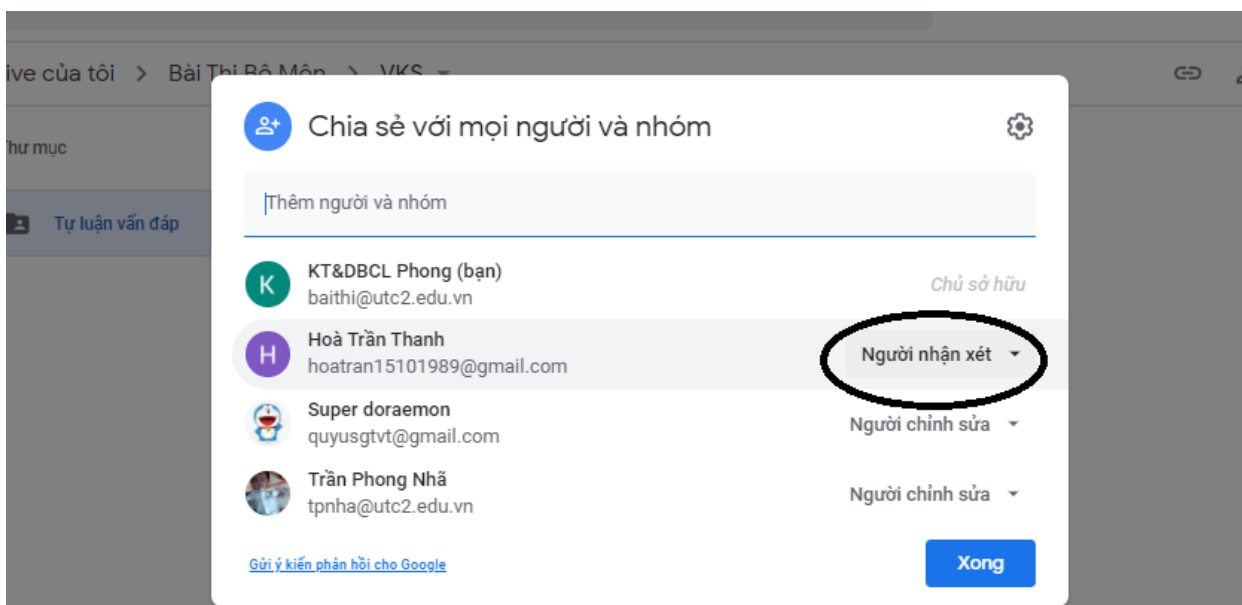 ive của tôi > Bài Thi Bộ Môn > VKS
Thư mục
Tự luận vấn đáp
Chia sẻ với mọi người và nhóm
Thêm người và nhóm
K
KT&DBCL Phong (bạn)
baithi@utc2.edu.vn
Chủ sở hữu
H
Hoà Trần Thanh
hoatran15101989@gmail.com
Người nhận xét
Super doraemon
quyusgtvt@gmail.com
Người chỉnh sửa
Trần Phong Nhã
tpnha@utc2.edu.vn
Người chỉnh sửa
Gửi ý kiến phản hồi cho Google
Xong